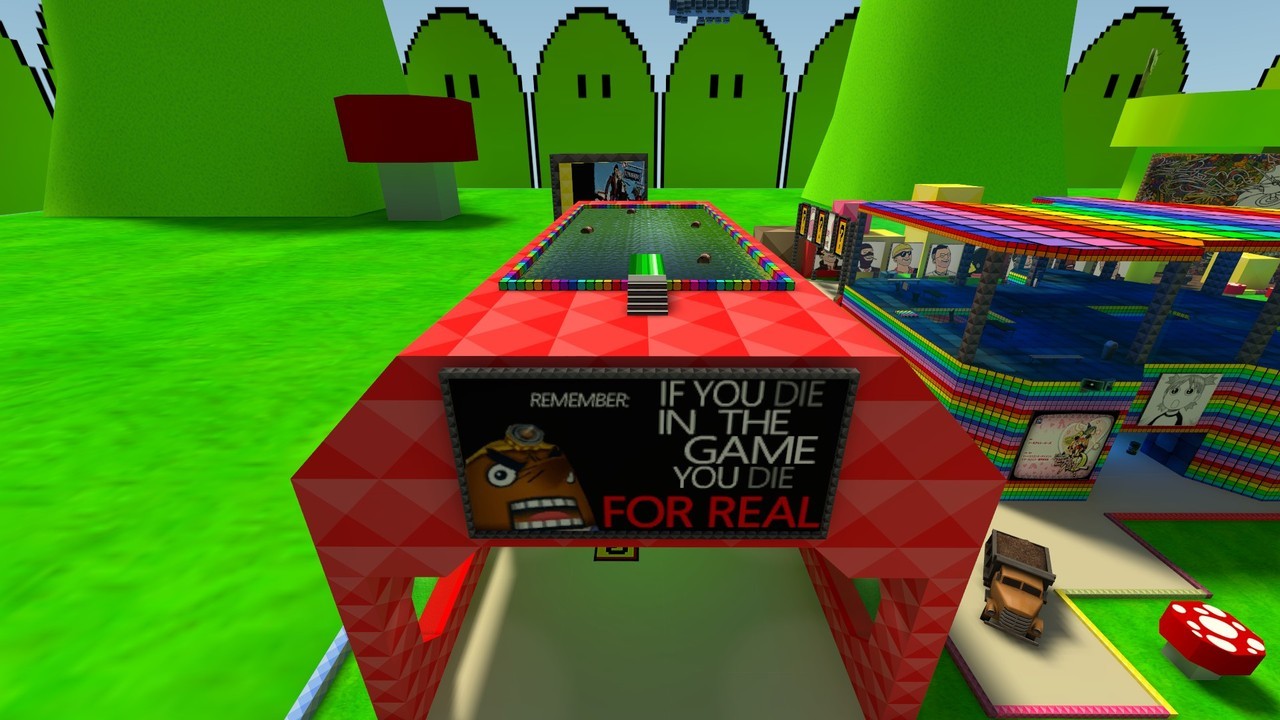 REMEMBER: IF YOU DIE
IN THE
GAME
YOU DIE
FOR REAL